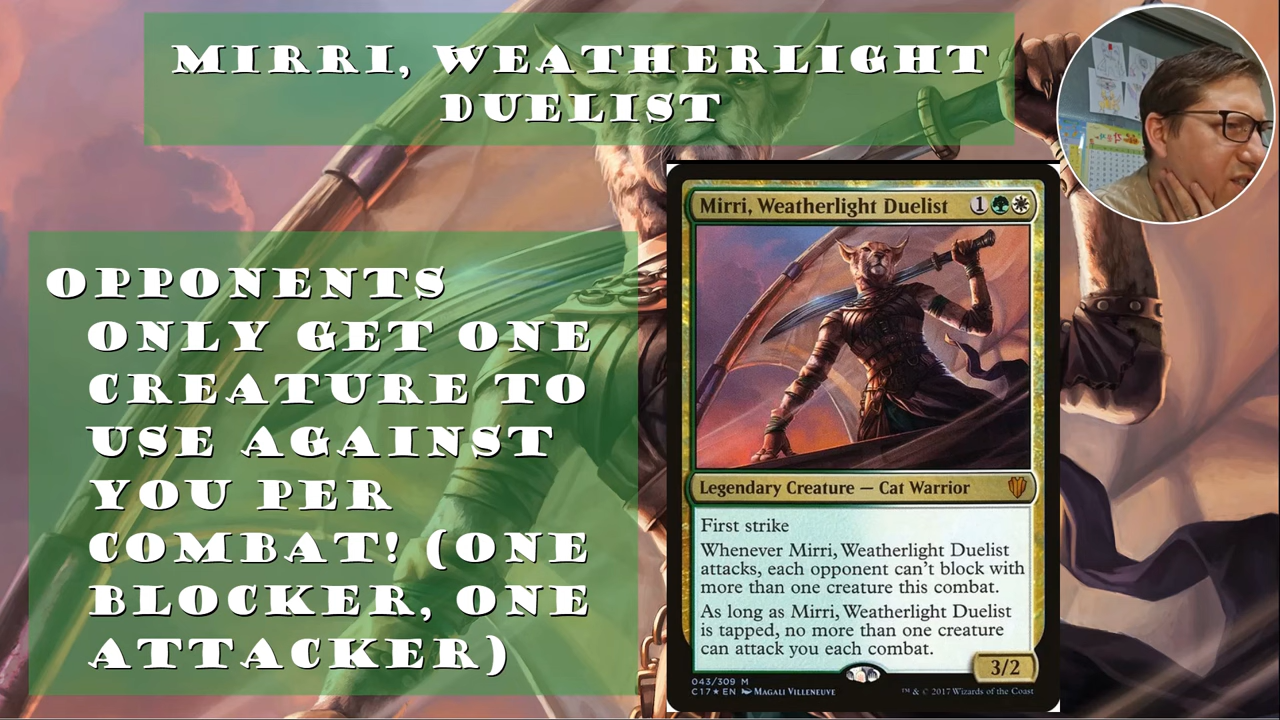 MIRRI, WEATHERLIGHT
DUELIST
OPPONENTS
ONLY GET ONE
CREATURE TO
USE AGAINST
YOU PER
COMBAT! (ONE
BLOCKER, ONE
ATTACKER)
Mirri, Weatherlight Duelist 1
Legendary Creature — Cat Warrior
First strike
Whenever Mirri, Weatherlight Duelist
attacks, each opponent can't block with
more than one creature this combat.
As long as Mirri, Weatherlight Duelist
is tapped, no more than one creature
can attack you each combat.
3/2
043/309 M
C17★EN Magali Villeneuve
™ & © 2017 Wizards of the Coast